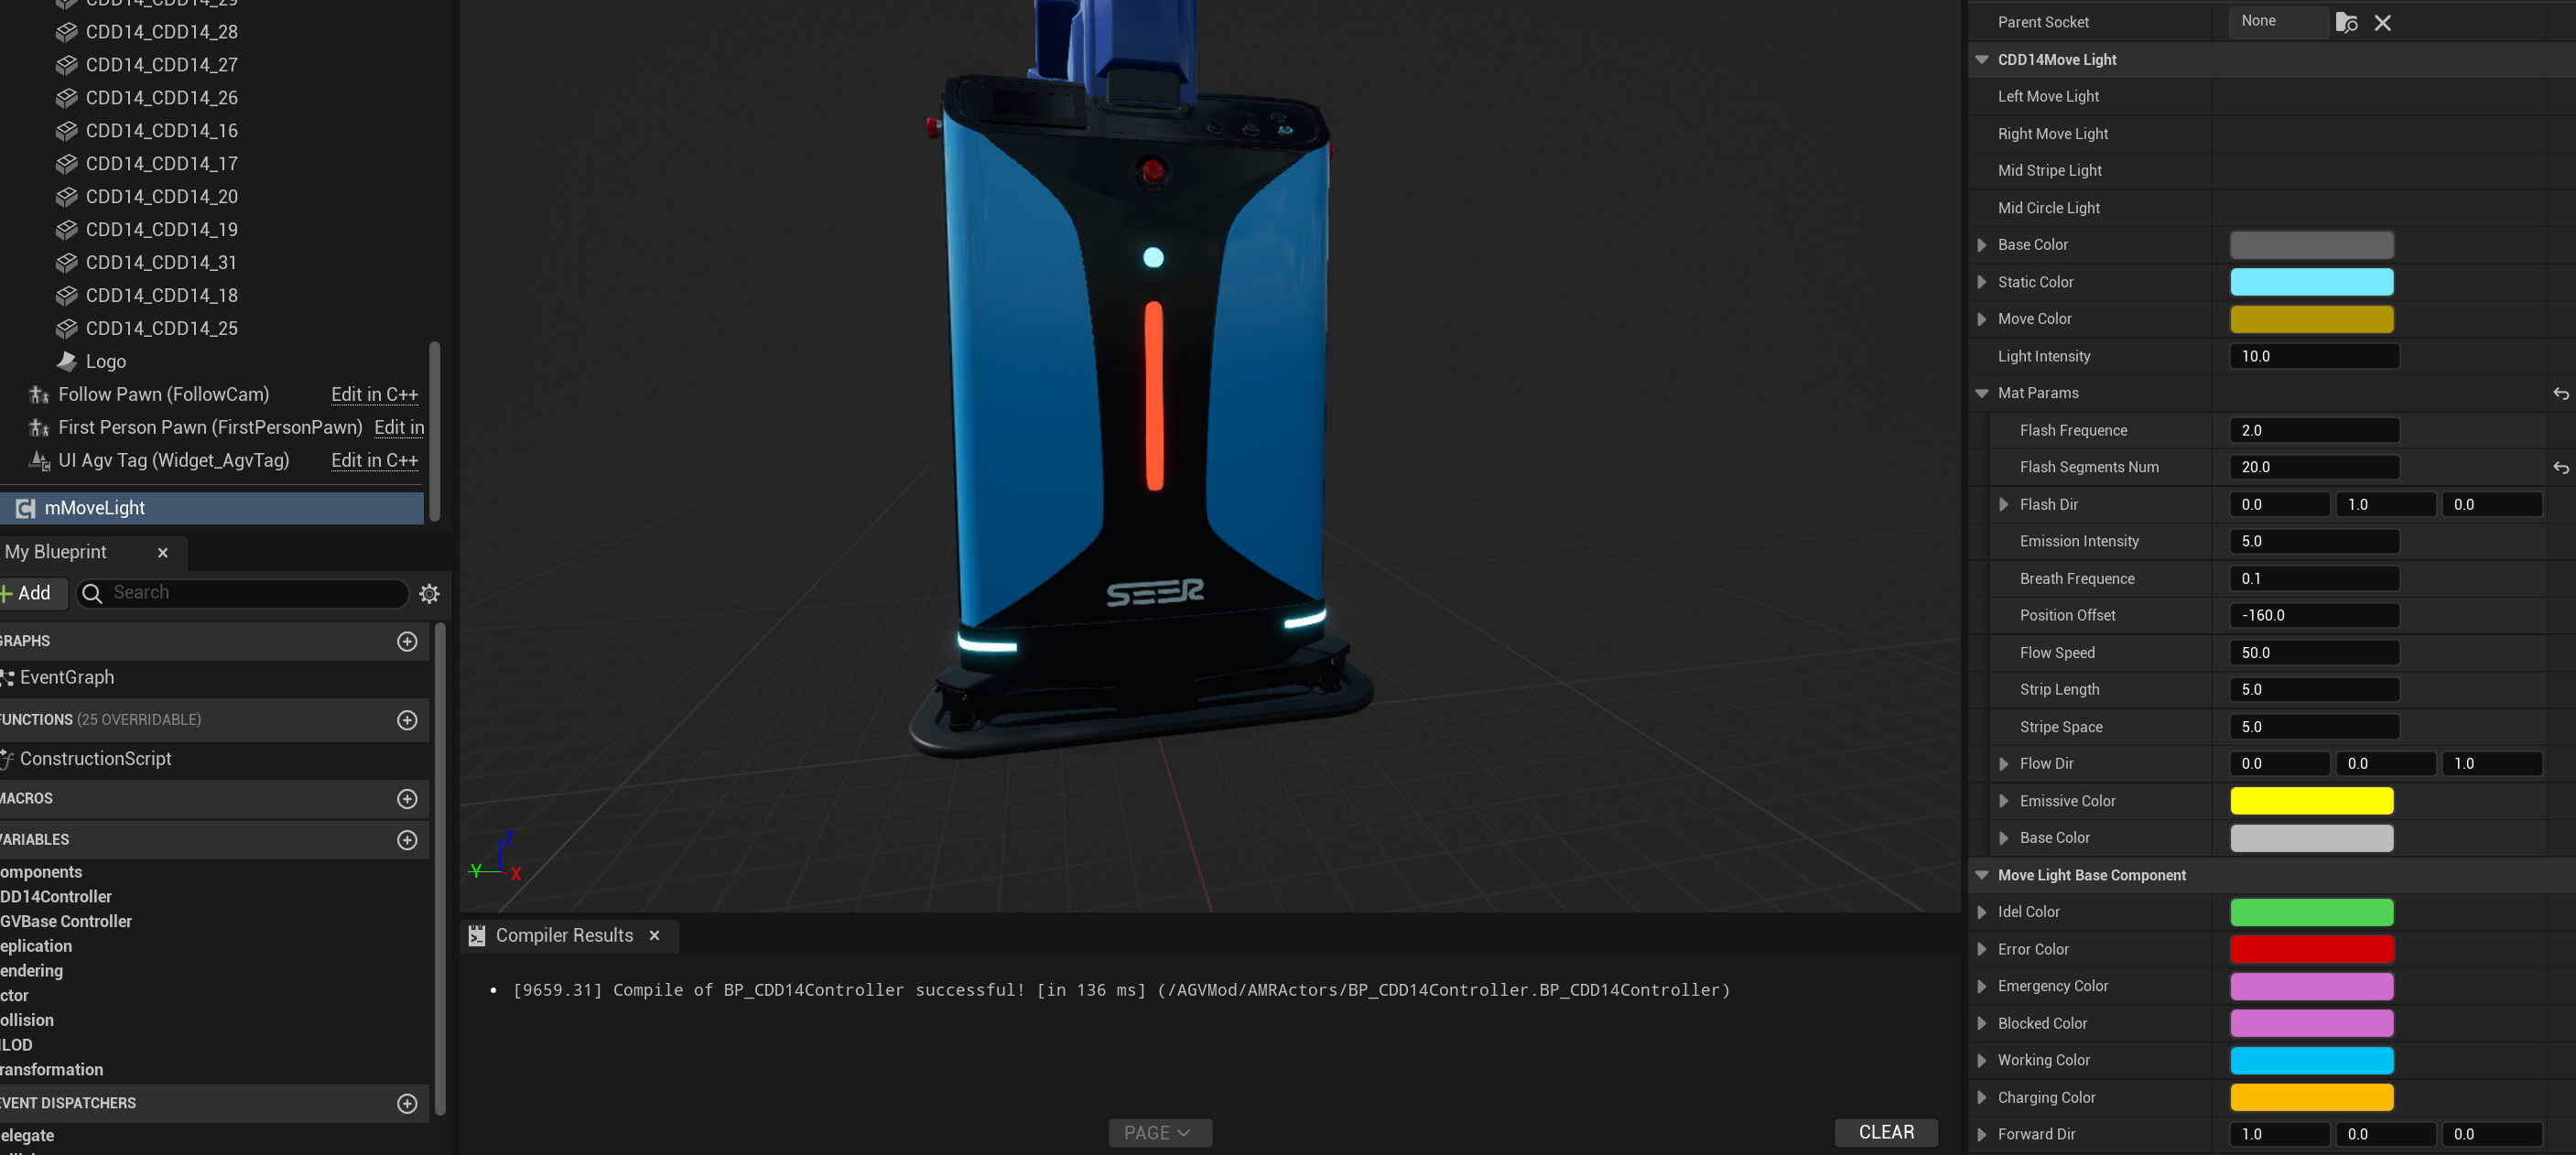 CDD14_CDD14_29
CDD14_CDD14_28
CDD14_CDD14_27
CDD14_CDD14_26
CDD14_CDD14_16
CDD14_CDD14_17
CDD14_CDD14_20
CDD14_CDD14_19
CDD14_CDD14_31
CDD14_CDD14_18
CDD14_CDD14_25
Logo
Follow Pawn (FollowCam) Edit in C++
First Person Pawn (FirstPersonPawn) Edit in
UI Agv Tag (Widget_AgvTag) Edit in C++
mMoveLight
My Blueprint
Add
Search
GRAPHS
EventGraph
FUNCTIONS (25 OVERRIDABLE)
ConstructionScript
MACROS
VARIABLES
omponents
DD14Controller
GVBase Controller
eplication
endering
ctor
ollision
LOD
ransformation
EVENT DISPATCHERS
elegate
SEER
Z
Y
X
Compiler Results
[9659.31] Compile of BP_CDD14Controller successful! [in 136 ms] (/AGVMod/AMRActors/BP_CDD14Controller.BP_CDD14Controller)
PAGE
CLEAR
Parent Socket None
CDD14Move Light
Left Move Light
Right Move Light
Mid Stripe Light
Mid Circle Light
Base Color
Static Color
Move Color
Light Intensity 10.0
Mat Params
Flash Frequence 2.0
Flash Segments Num 20.0
Flash Dir 0.0 1.0 0.0
Emission Intensity 5.0
Breath Frequence 0.1
Position Offset -160.0
Flow Speed 50.0
Strip Length 5.0
Stripe Space 5.0
Flow Dir 0.0 0.0 1.0
Emissive Color
Base Color
Move Light Base Component
Idel Color
Error Color
Emergency Color
Blocked Color
Working Color
Charging Color
Forward Dir 1.0 0.0 0.0